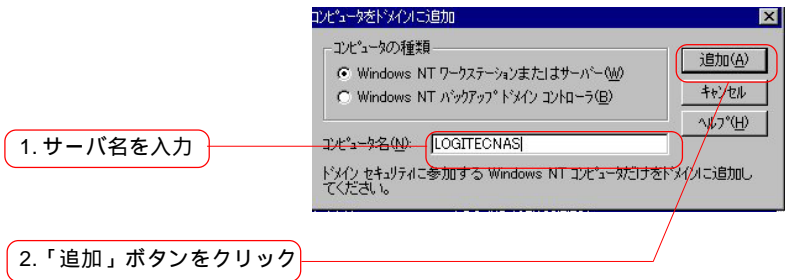 コンピュータをドメインに追加
コンピュータの種類
Windows NT ワークステーションまたはサーバー(W)
Windows NT バックアップ ドメイン コントローラ(B)
追加(A)
キャンセル
ヘルプ(H)
コンピュータ名(N): LOGITECNAS
ドメイン セキュリティに参加する Windows NT コンピュータだけをドメインに追加し
てください。
1. サーバ名を入力
2.「追加」ボタンをクリック